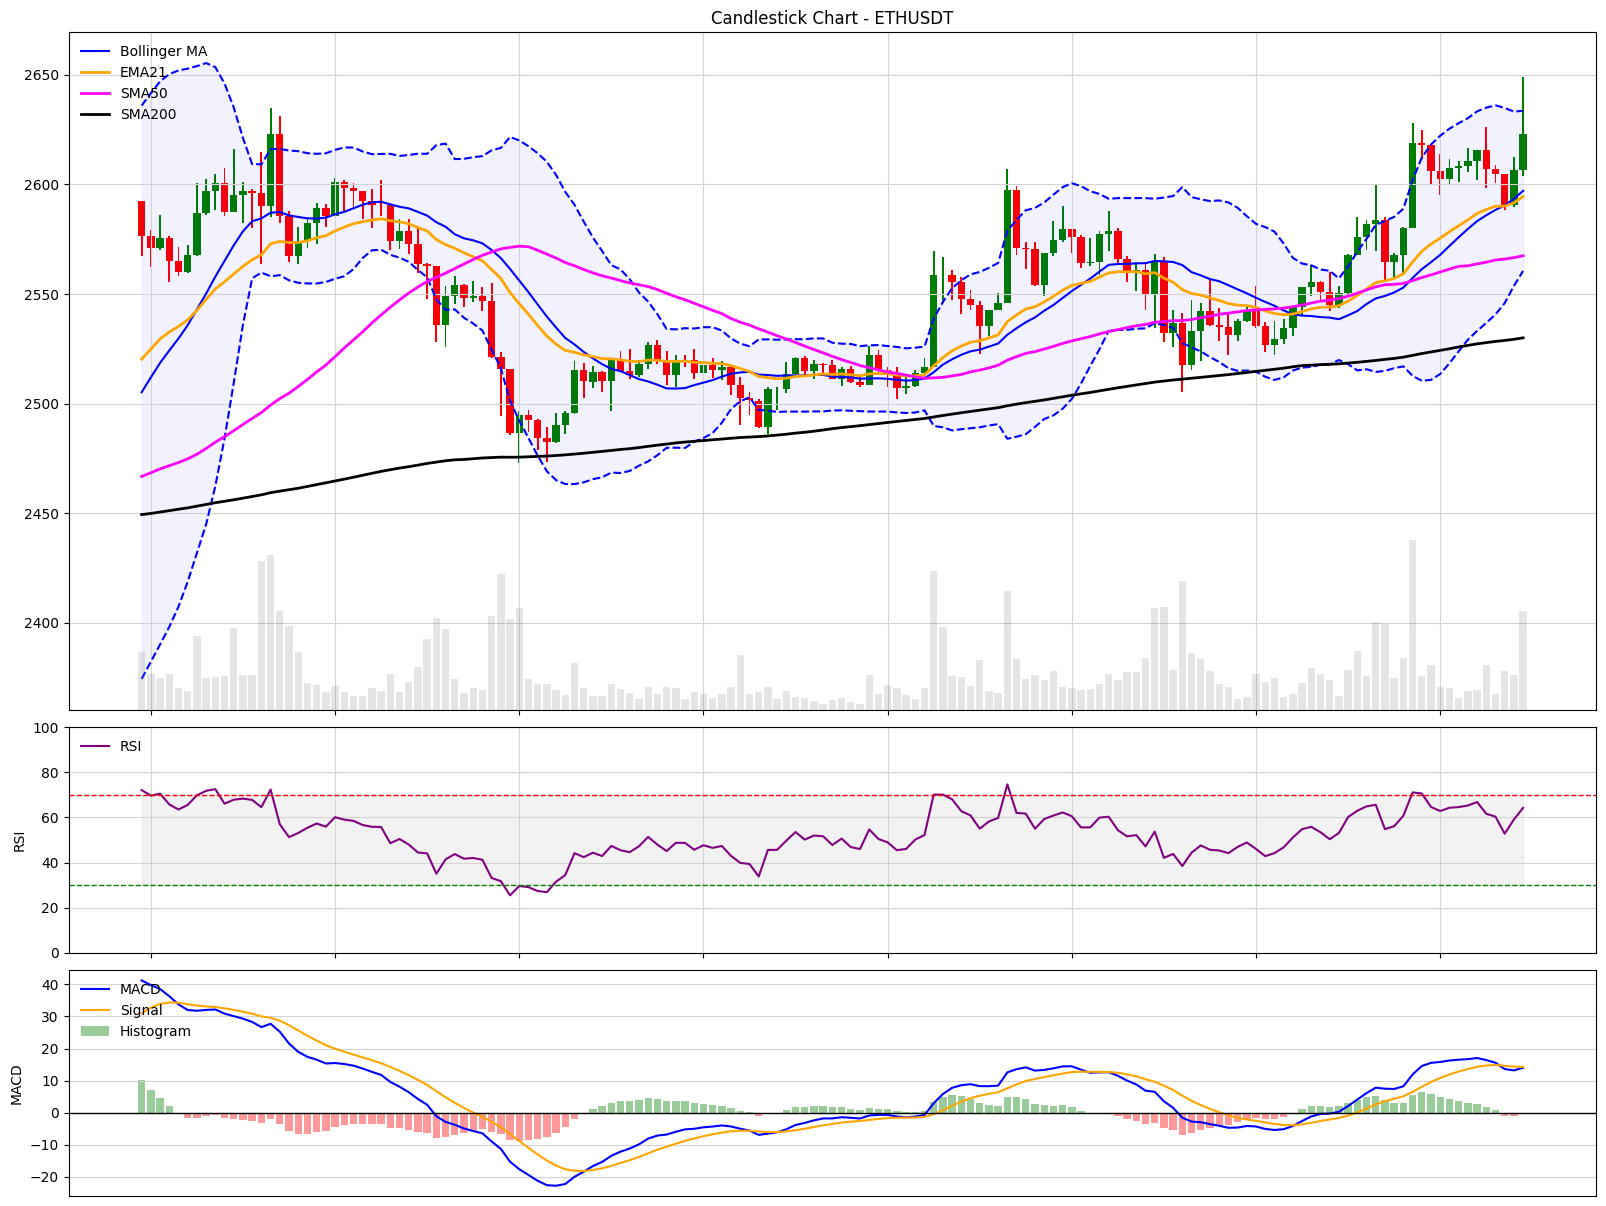 Candlestick Chart - ETHUSDT
Bollinger MA
EMA21
SMA50
SMA200
2650
2600
2550
2500
2450
2400
RSI
100
80
60
40
20
0
RSI
MACD
Signal
Histogram
40
30
20
10
0
−10
−20
MACD